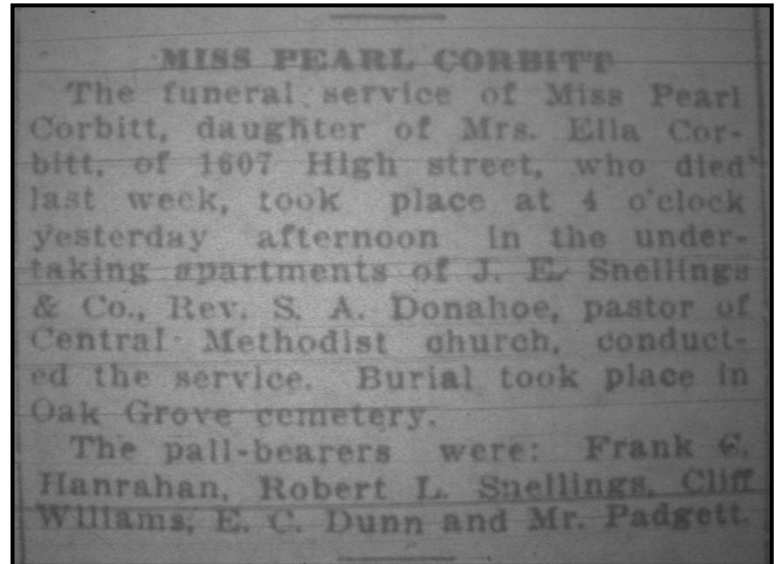 MISS PEARL CORBITT
The funeral service of Miss Pearl
Corbitt, daughter of Mrs. Ella Cor-
bitt, of 1607 High street, who died
last week, took place at 4 o'clock
yesterday afternoon in the under-
taking apartments of J. E. Snellings
& Co., Rev. S. A. Donahoe, pastor of
Central Methodist church, conduct-
ed the service. Burial took place in
Oak Grove cemetery.
The pall-bearers were: Frank C.
Hanrahan, Robert L. Snellings, Cliff
Wlliams, E. C. Dunn and Mr. Padgett.